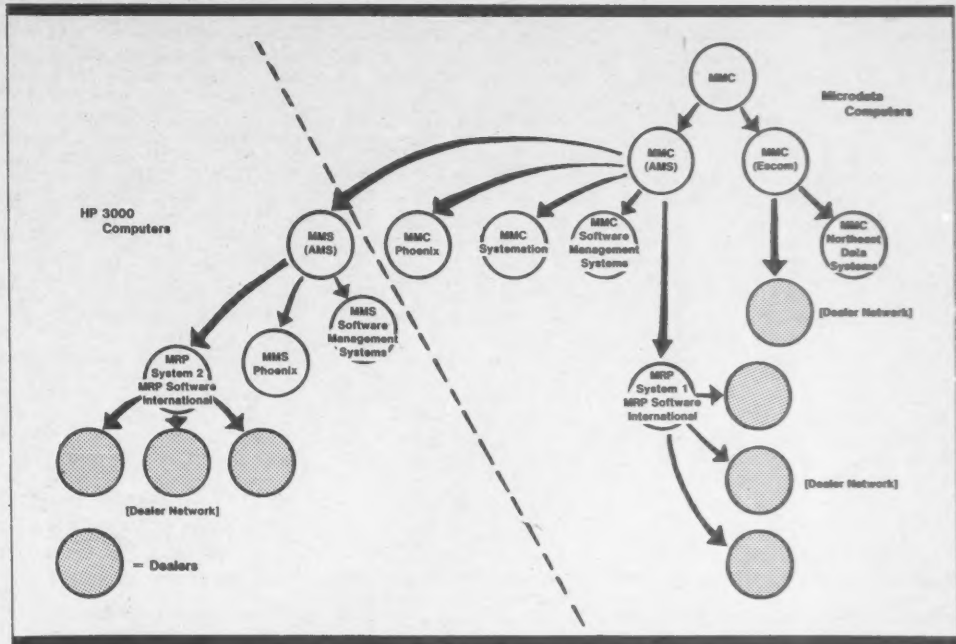 MMC
Microdata
Computers
MMC
(AMS)
MMC
(Escom)
HP 3000
Computers
MMS
(AMS)
MMC
Phoenix
MMC
Systemation
MMC
Software
Management
Systems
MMC
Northeast
Data
Systems
[Dealer Network]
MMS
Software
Management
Systems
MMS
Phoenix
MRP
System 2
MRP Software
International
MRP
System 1
MRP Software
International
[Dealer Network]
[Dealer Network]
= Dealers